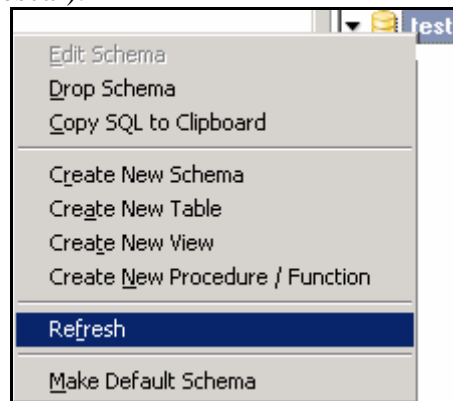 test
Edit Schema
Drop Schema
Copy SQL to Clipboard
Create New Schema
Create New Table
Create New View
Create New Procedure / Function
Refresh
Make Default Schema